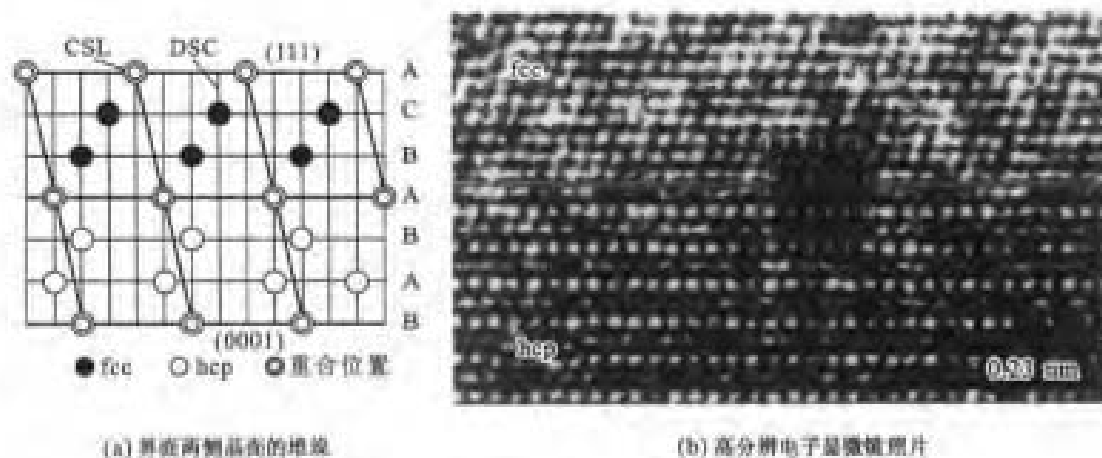 CSL DSC (111)
A
C
B
A
B
A
B
(0001)
●fcc ○hcp ◎重合位置
(a) 界面两侧晶面的堆垛
fcc
hcp
0.23 nm
(b) 高分辨电子显微镜照片